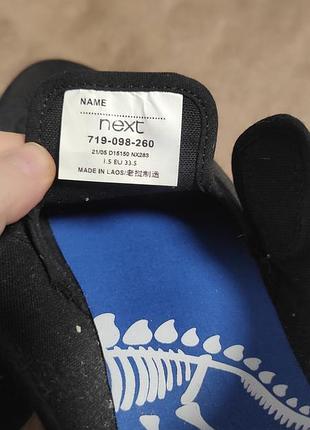 NAME
next
719-098-260
21/05 D15150 NX283
1.5 EU 33.5
MADE IN LAOS/老挝制造